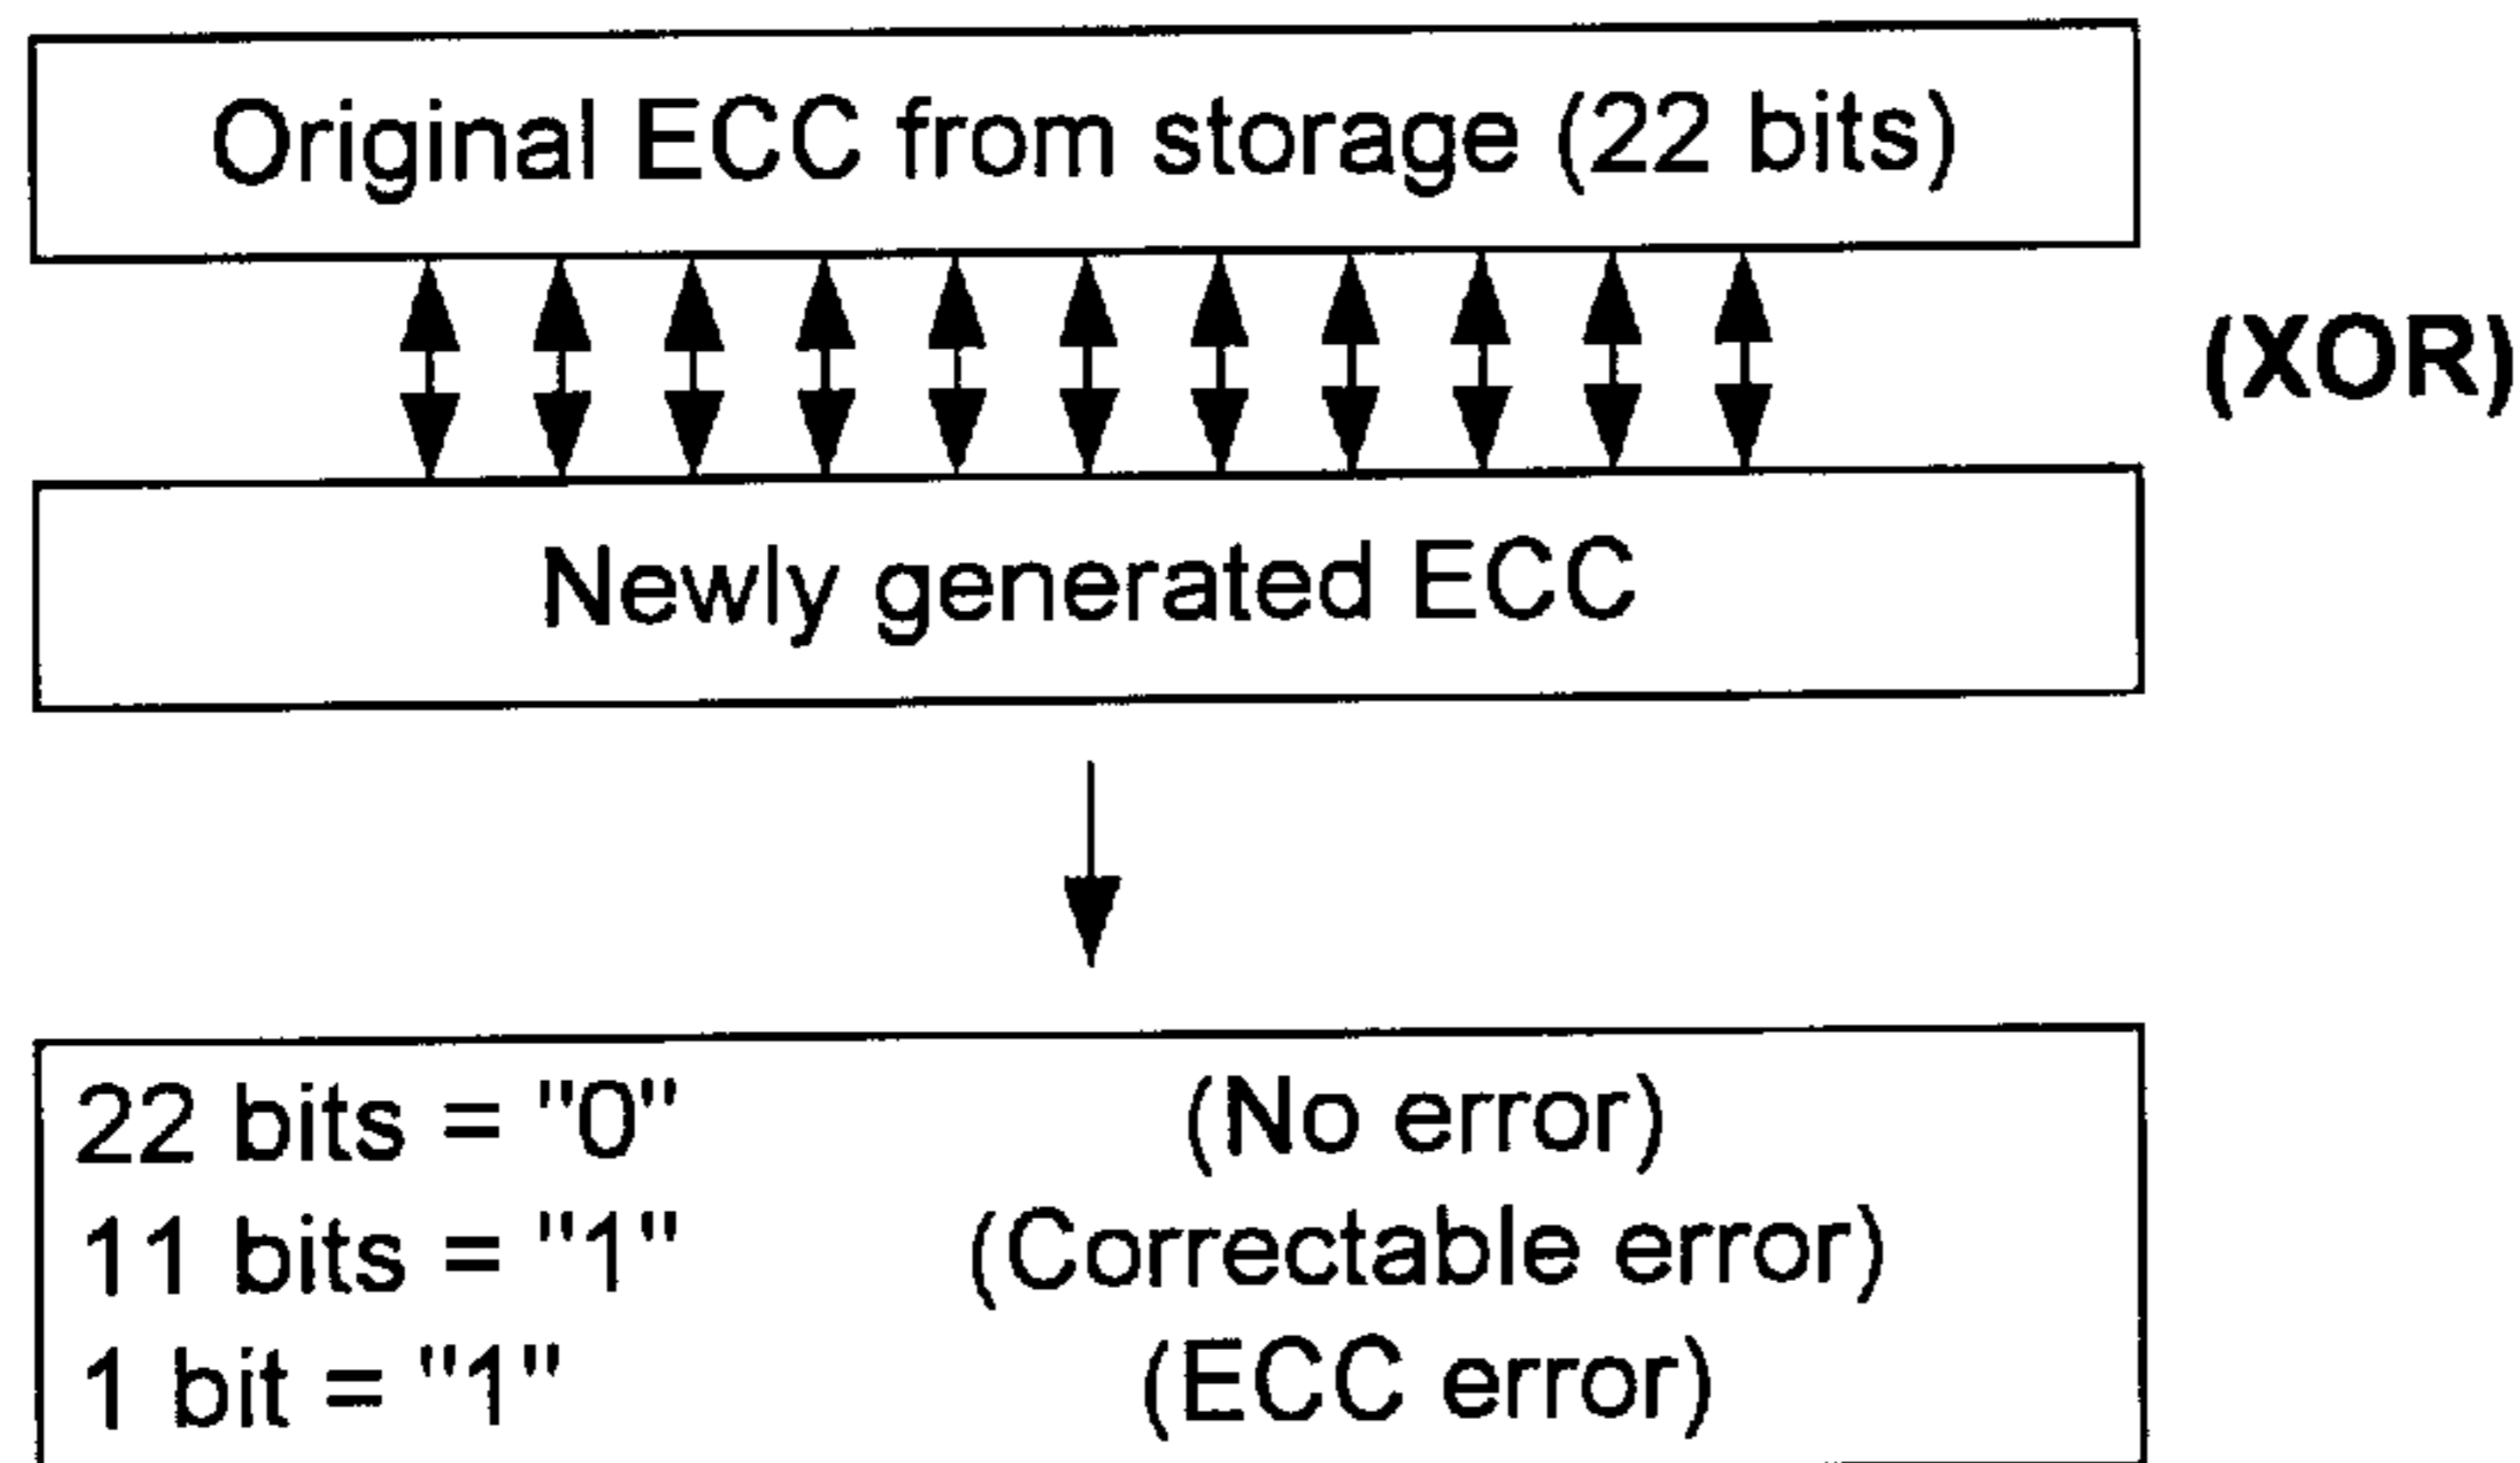 Original ECC from storage (22 bits)
(XOR)
Newly generated ECC
22 bits = "0" (No error)
11 bits = "1" (Correctable error)
1 bit = "1" (ECC error)